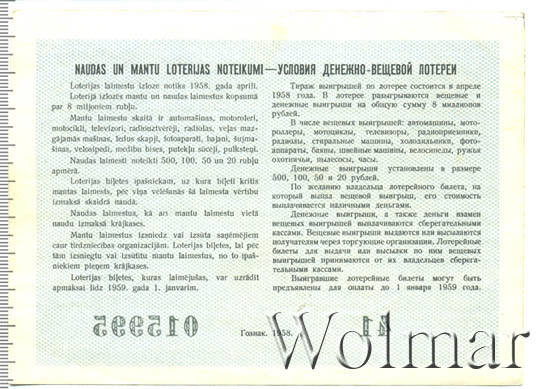 NAUDAS UN MANTU LOTERIJAS NOTEIKUMI—УСЛОВИЯ ДЕНЕЖНО-ВЕЩЕВОЙ ЛОТЕРЕИ
Loterijas laimestu izloze notiks 1958. gada aprīlī.
Loterijā izlozēs mantu un naudas laimestus kopsumā
par 8 miljoniem rubļu.
Mantu laimestu skaitā ir automašīnas, motorolleri,
motocikli, televizori, radiouztvērēji, radiolas, veļas maz-
gājamās mašīnas, ledus skapji, fotoaparāti, bajāni, šujma-
šīnas, velosipēdi, medību bises, putekļu sūcēji, pulksteņi.
Naudas laimesti noteikti 500, 100, 50 un 20 rubļu
apmērā.
Loterijas biļetes īpašniekam, uz kura biļeti kritis
mantas laimests, pēc viņa vēlēšanās šā laimesta vērtību
izmaksā skaidrā naudā.
Naudas laimestus, kā arī mantu laimestu vietā
naudu izmaksā krājkases.
Mantu laimestus izsniedz vai izsūta saņēmējiem
caur tirdzniecības organizācijām. Loterijas biļetes, lai pēc
tām izsniegtu vai izsūtītu mantu laimestus, no to īpaš-
niekiem pieņem krājkases.
Loterijas biļetes, kuras laimējušas, var uzrādīt
apmaksai līdz 1959. gada 1. janvārim.
Тираж выигрышей по лотерее состоится в апреле
1958 года. В лотерее разыгрываются вещевые и
денежные выигрыши на общую сумму 8 миллионов
рублей.
В числе вещевых выигрышей: автомашины, мото-
роллеры, мотоциклы, телевизоры, радиоприемники,
радиолы, стиральные машины, холодильники, фото-
аппараты, баяны, швейные машины, велосипеды, ружья
охотничьи, пылесосы, часы.
Денежные выигрыши установлены в размере
500, 100, 50 и 20 рублей.
По желанию владельца лотерейного билета, на
который выпал вещевой выигрыш, его стоимость
выплачивается наличными деньгами.
Денежные выигрыши, а также деньги взамен
вещевых выигрышей выплачиваются сберегательными
кассами. Вещевые выигрыши выдаются или высылаются
получателям через торгующие организации. Лотерейные
билеты для выдачи или высылки по ним вещевых
выигрышей принимаются от их владельцев сберега-
тельными кассами.
Выигравшие лотерейные билеты могут быть
предъявлены для оплаты до 1 января 1959 года.
015995
Гознак. 1958.
41
Wolmar